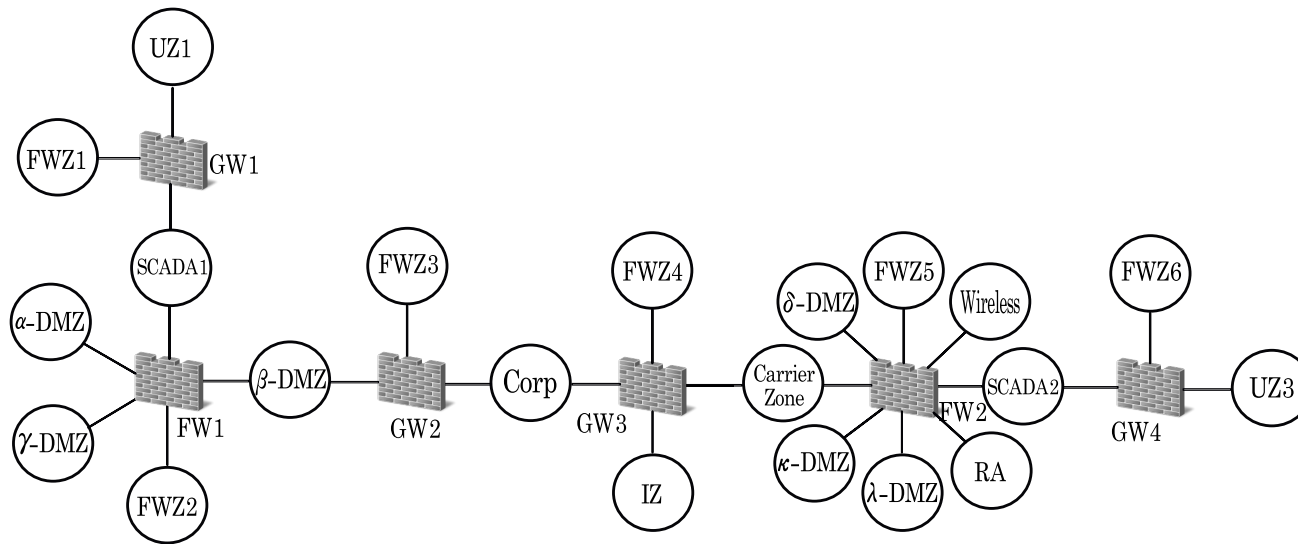 UZ1
FWZ1
GW1
SCADA1
FWZ3
FWZ4
FWZ5
FWZ6
δ-DMZ
Wireless
α-DMZ
β-DMZ
Corp
Carrier
Zone
SCADA2
UZ3
FW1
GW2
GW3
FW2
GW4
γ-DMZ
κ-DMZ
RA
FWZ2
IZ
λ-DMZ